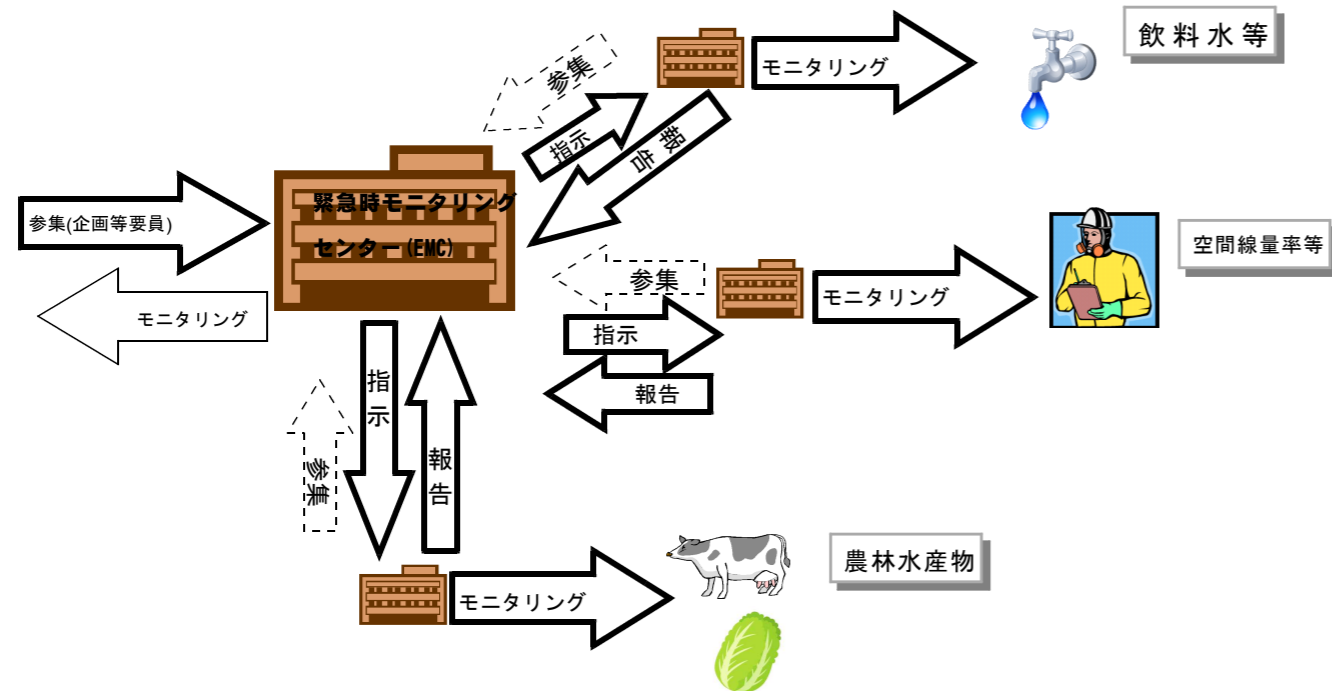 飲料水等
モニタリング
参集
指示
報告
緊急時モニタリング
センター(EMC)
参集(企画等要員)
モニタリング
空間線量率等
参集
モニタリング
指示
報告
指示
報告
参集
農林水産物
モニタリング